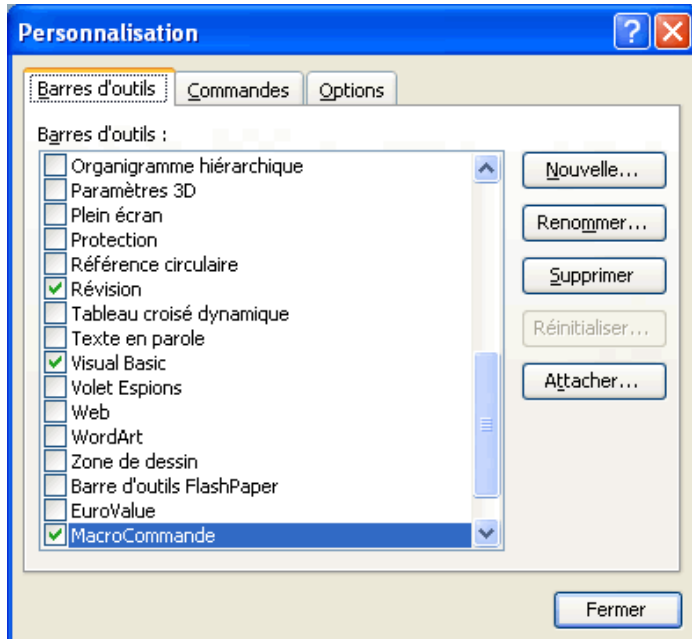 Personnalisation
Barres d'outils
Commandes
Options
Barres d'outils :
Organigramme hiérarchique
Paramètres 3D
Plein écran
Protection
Référence circulaire
Révision
Tableau croisé dynamique
Texte en parole
Visual Basic
Volet Espions
Web
WordArt
Zone de dessin
Barre d'outils FlashPaper
EuroValue
MacroCommande
Nouvelle...
Renommer...
Supprimer
Réinitialiser...
Attacher...
Fermer